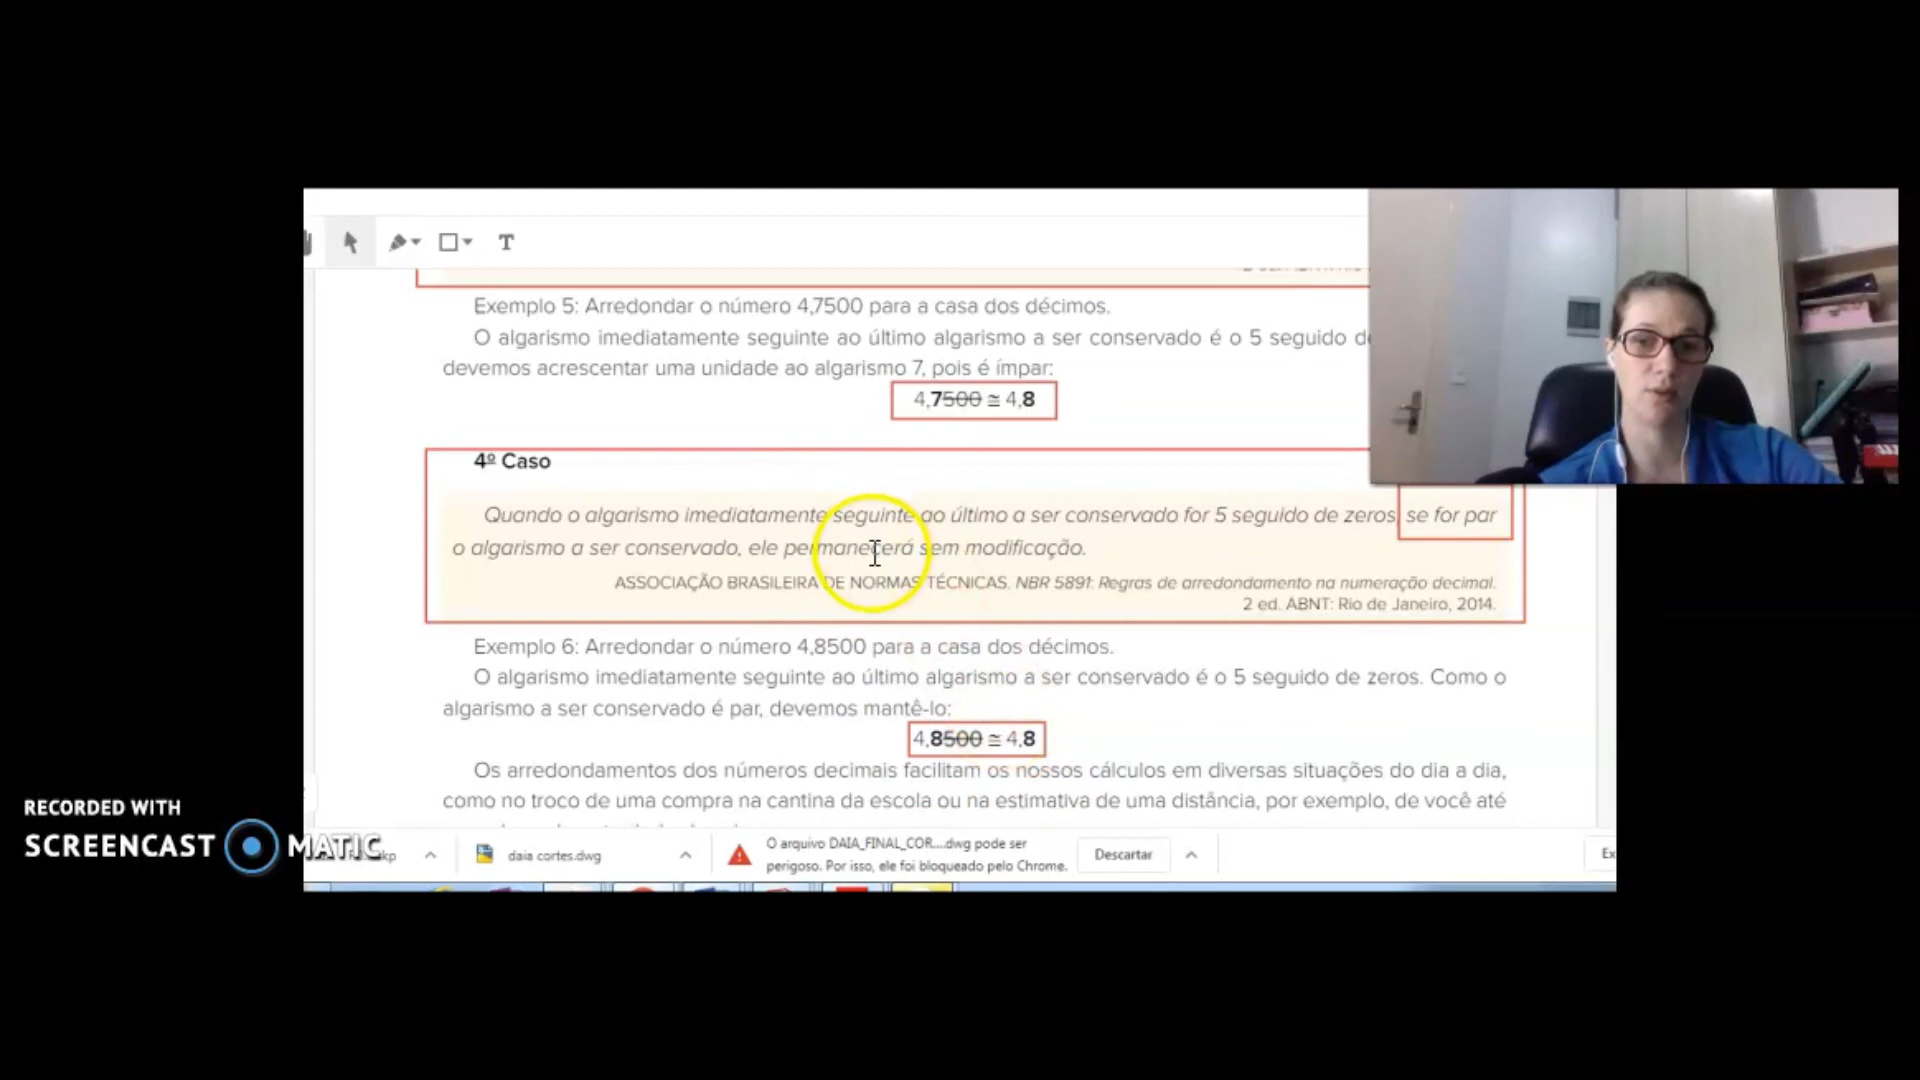 T
Exemplo 5: Arredondar o número 4,7500 para a casa dos décimos.
O algarismo imediatamente seguinte ao último algarismo a ser conservado é o 5 seguido
devemos acrescentar uma unidade ao algarismo 7, pois é ímpar:
4,7500 ≅ 4,8
4º Caso
Quando o algarismo imediatamente seguinte ao último a ser conservado for 5 seguido de zeros, se for par
o algarismo a ser conservado, ele permanecerá sem modificação.
ASSOCIAÇÃO BRASILEIRA DE NORMAS TÉCNICAS. NBR 5891: Regras de arredondamento na numeração decimal.
2 ed. ABNT: Rio de Janeiro, 2014.
Exemplo 6: Arredondar o número 4,8500 para a casa dos décimos.
O algarismo imediatamente seguinte ao último algarismo a ser conservado é o 5 seguido de zeros. Como o
algarismo a ser conservado é par, devemos mantê-lo:
4,8500 ≅ 4,8
Os arredondamentos dos números decimais facilitam os nossos cálculos em diversas situações do dia a dia,
como no troco de uma compra na cantina da escola ou na estimativa de uma distância, por exemplo, de você até
daia cortes.dwg
O arquivo DAIA_FINAL_COR....dwg pode ser
perigoso. Por isso, ele foi bloqueado pelo Chrome.
Descartar
RECORDED WITH
SCREENCAST MATIC